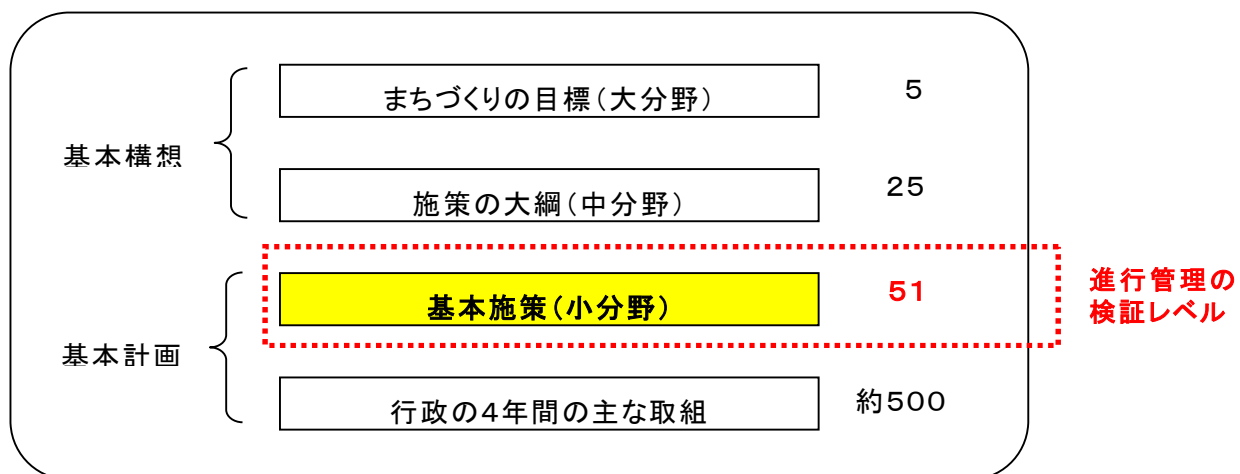 まちづくりの目標(大分野)
5
基本構想
施策の大綱(中分野)
25
基本施策(小分野)
51
進行管理の
検証レベル
基本計画
行政の4年間の主な取組
約500